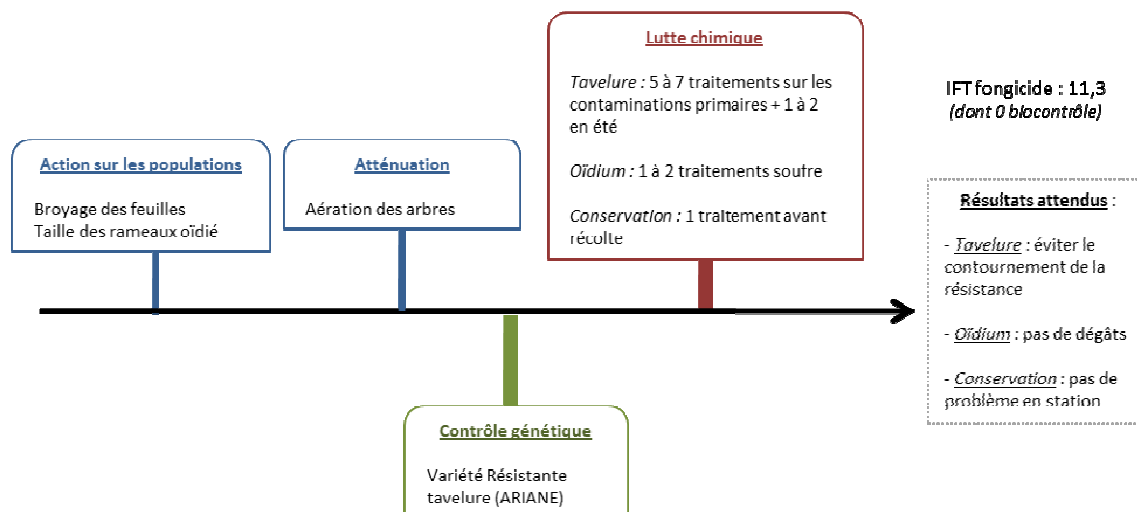 Lutte chimique
Tavelure : 5 à 7 traitements sur les
contaminations primaires + 1 à 2
en été
Oïdium : 1 à 2 traitements soufre
Conservation : 1 traitement avant
récolte
IFT fongicide : 11,3
(dont 0 biocontrôle)
Action sur les populations
Broyage des feuilles
Taille des rameaux oïdié
Atténuation
Aération des arbres
Résultats attendus :
- Tavelure : éviter le
contournement de la
résistance
- Oïdium : pas de dégâts
- Conservation : pas de
problème en station
Contrôle génétique
Variété Résistante
tavelure (ARIANE)